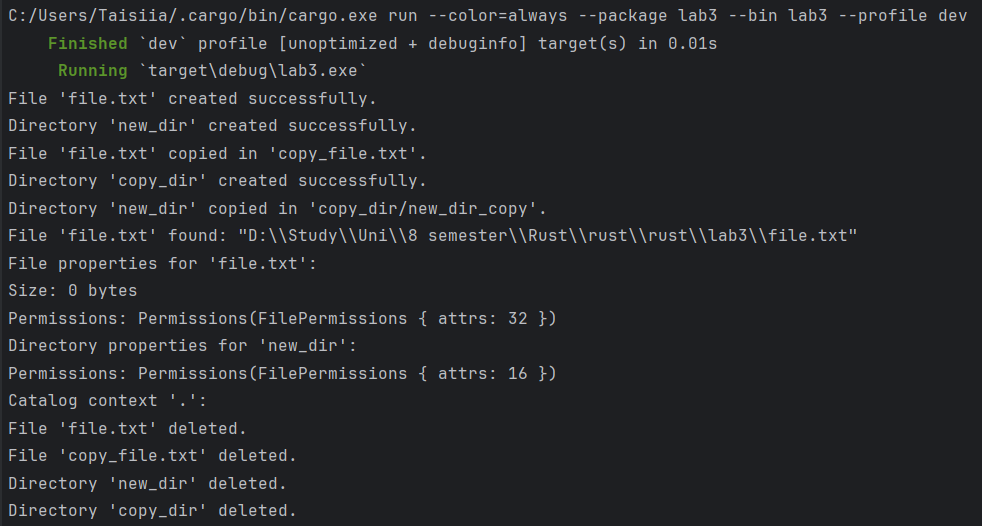 C:/Users/Taisiia/.cargo/bin/cargo.exe run --color=always --package lab3 --bin lab3 --profile dev
Finished `dev` profile [unoptimized + debuginfo] target(s) in 0.01s
Running `target\debug\lab3.exe`
File 'file.txt' created successfully.
Directory 'new_dir' created successfully.
File 'file.txt' copied in 'copy_file.txt'.
Directory 'copy_dir' created successfully.
Directory 'new_dir' copied in 'copy_dir/new_dir_copy'.
File 'file.txt' found: "D:\\Study\\Uni\\8 semester\\Rust\\rust\\rust\\lab3\\file.txt"
File properties for 'file.txt':
Size: 0 bytes
Permissions: Permissions(FilePermissions { attrs: 32 })
Directory properties for 'new_dir':
Permissions: Permissions(FilePermissions { attrs: 16 })
Catalog context '.':
File 'file.txt' deleted.
File 'copy_file.txt' deleted.
Directory 'new_dir' deleted.
Directory 'copy_dir' deleted.